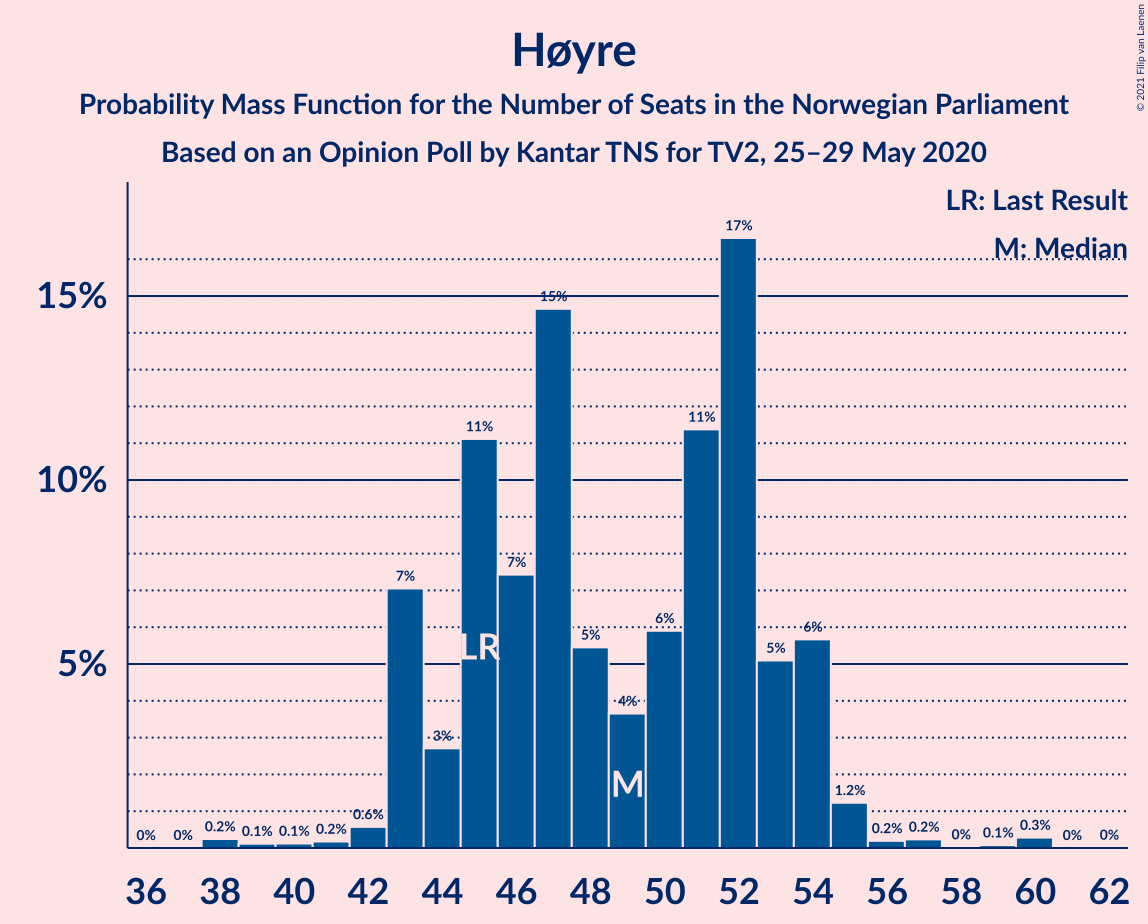 Høyre
Probability Mass Function for the Number of Seats in the Norwegian Parliament
Based on an Opinion Poll by Kantar TNS for TV2, 25–29 May 2020
© 2021 Filip van Laenen
LR: Last Result
M: Median
15%
10%
5%
0% 0% 0.2% 0.1% 0.1% 0.2% 0.6% 7% 3% 11% 7% 15% 5% 4% 6% 11% 17% 5% 6% 1.2% 0.2% 0.2% 0% 0.1% 0.3% 0% 0%
LR
M
36 38 40 42 44 46 48 50 52 54 56 58 60 62